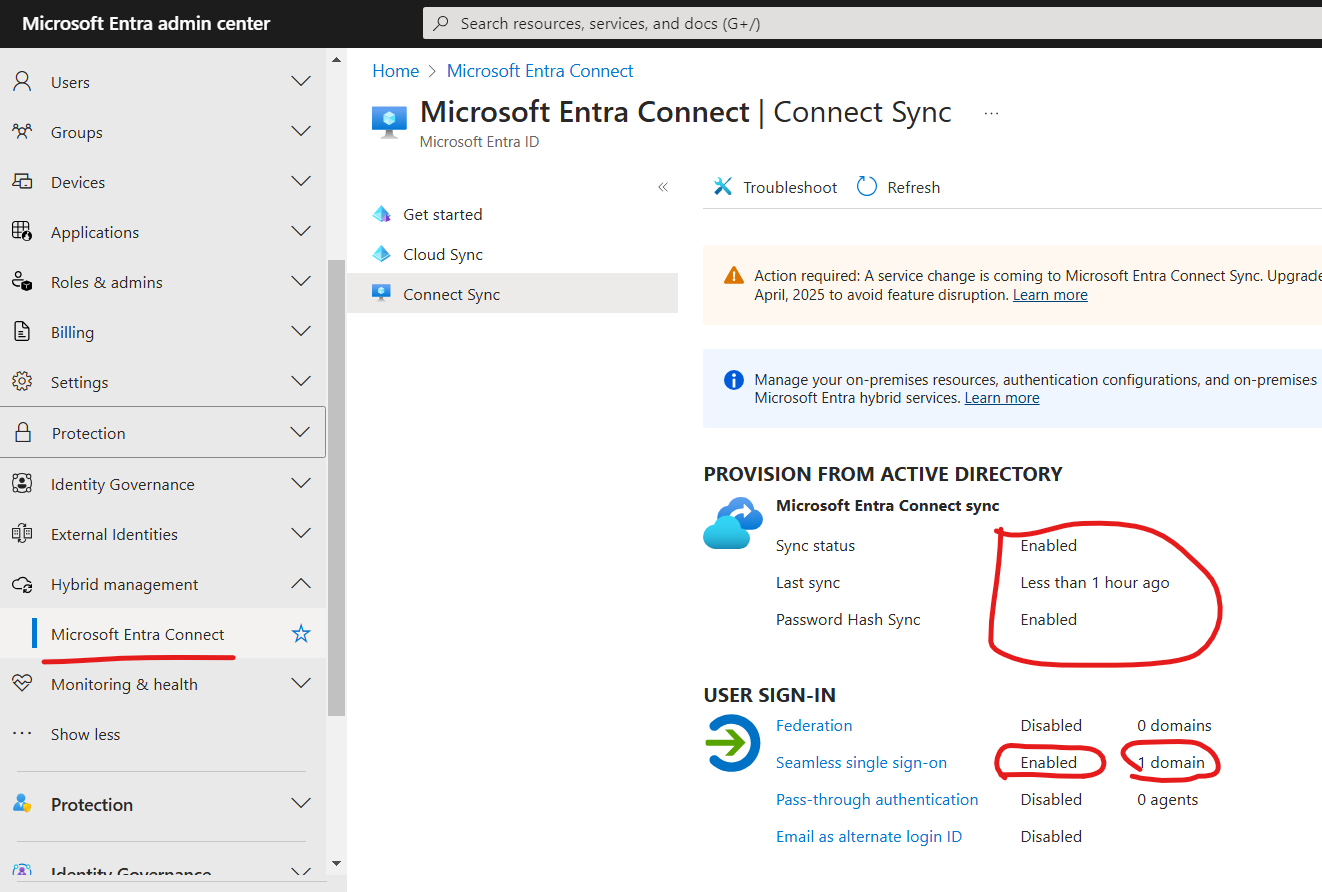 Microsoft Entra admin center
Search resources, services, and docs (G+/)
Users
Groups
Devices
Applications
Roles & admins
Billing
Settings
Protection
Identity Governance
External Identities
Hybrid management
Microsoft Entra Connect
Monitoring & health
Show less
Protection
Identity Governance
Home > Microsoft Entra Connect
Microsoft Entra Connect | Connect Sync ...
Microsoft Entra ID
Get started
Cloud Sync
Connect Sync
Troubleshoot Refresh
Action required: A service change is coming to Microsoft Entra Connect Sync. Upgrade
April, 2025 to avoid feature disruption. Learn more
Manage your on-premises resources, authentication configurations, and on-premises
Microsoft Entra hybrid services. Learn more
PROVISION FROM ACTIVE DIRECTORY
Microsoft Entra Connect sync
Sync status Enabled
Last sync Less than 1 hour ago
Password Hash Sync Enabled
USER SIGN-IN
Federation Disabled 0 domains
Seamless single sign-on Enabled 1 domain
Pass-through authentication Disabled 0 agents
Email as alternate login ID Disabled